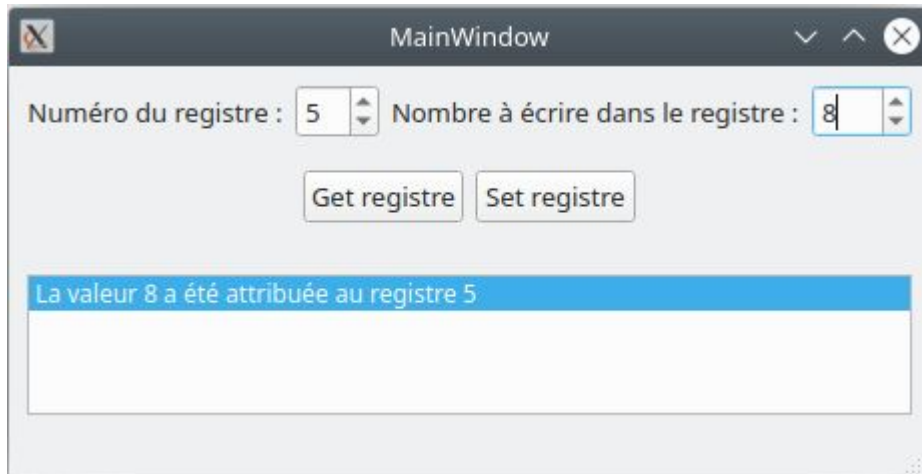 MainWindow
Numéro du registre : 5 Nombre à écrire dans le registre : 8
Get registre Set registre
La valeur 8 a été attribuée au registre 5